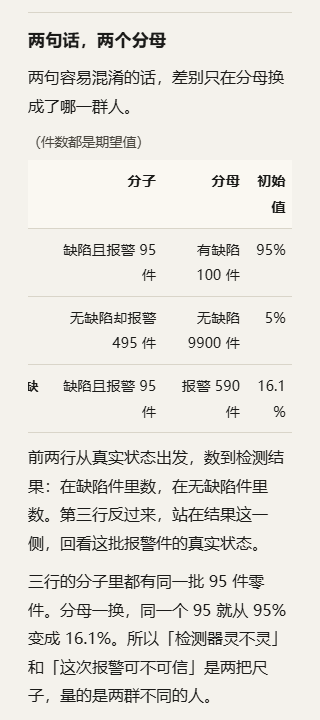 两句话，两个分母
两句容易混淆的话，差别只在分母换
成了哪一群人。
（件数都是期望值）
分子 分母 初始
值
缺陷且报警 95 有缺陷 95%
件 100 件
无缺陷却报警 无缺陷 5%
495 件 9900 件
缺 缺陷且报警 95 报警 590 16.1
件 件 %
前两行从真实状态出发，数到检测结
果：在缺陷件里数，在无缺陷件里
数。第三行反过来，站在结果这一
侧，回看这批报警件的真实状态。
三行的分子里都有同一批 95 件零
件。分母一换，同一个 95 就从 95%
变成 16.1%。所以「检测器灵不灵」
和「这次报警可不可信」是两把尺
子，量的是两群不同的人。